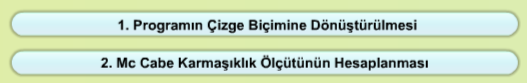 1. Programın Çizge Biçimine Dönüştürülmesi
2. Mc Cabe Karmaşıklık Ölçütünün Hesaplanması